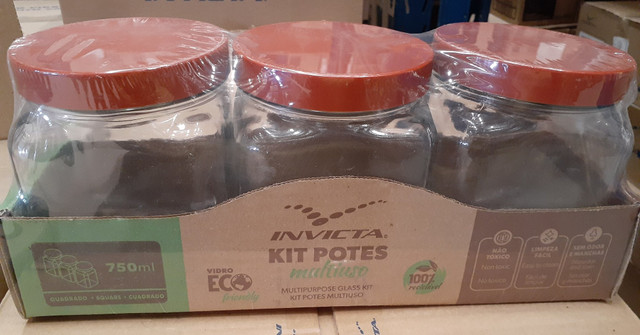 INVICTA
KIT POTES
multiuso
MULTIPURPOSE GLASS KIT
KIT POTES MULTIUSO
750ml
QUADRADO • SQUARE • CUADRADO
VIDRO
ECO
friendly
100%
NÃO
TÓXICO
LIMPEZA
FÁCIL
SEM ODOR
E MANCHAS